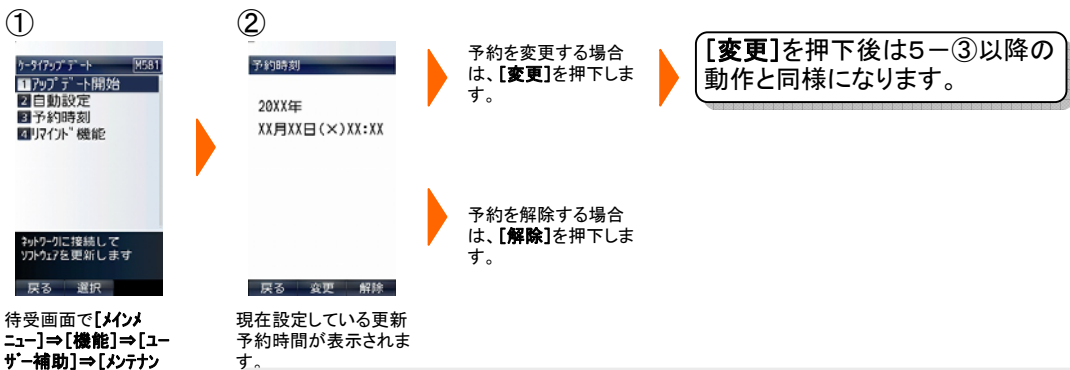 ①
ケータイアップデート M581
1アップデート開始
2自動設定
3予約時刻
4リマインド機能
ネットワークに接続して
ソフトウェアを更新します
戻る 選択
待受画面で[メインメ
ニュー]⇒[機能]⇒[ユー
ザー補助]⇒[メンテナン
②
予約時刻
20XX年
XX月XX日(×)XX:XX
戻る 変更 解除
現在設定している更新
予約時間が表示されま
す。
予約を変更する場合
は、[変更]を押下しま
す。
[変更]を押下後は5-③以降の
動作と同様になります。
予約を解除する場合
は、[解除]を押下しま
す。